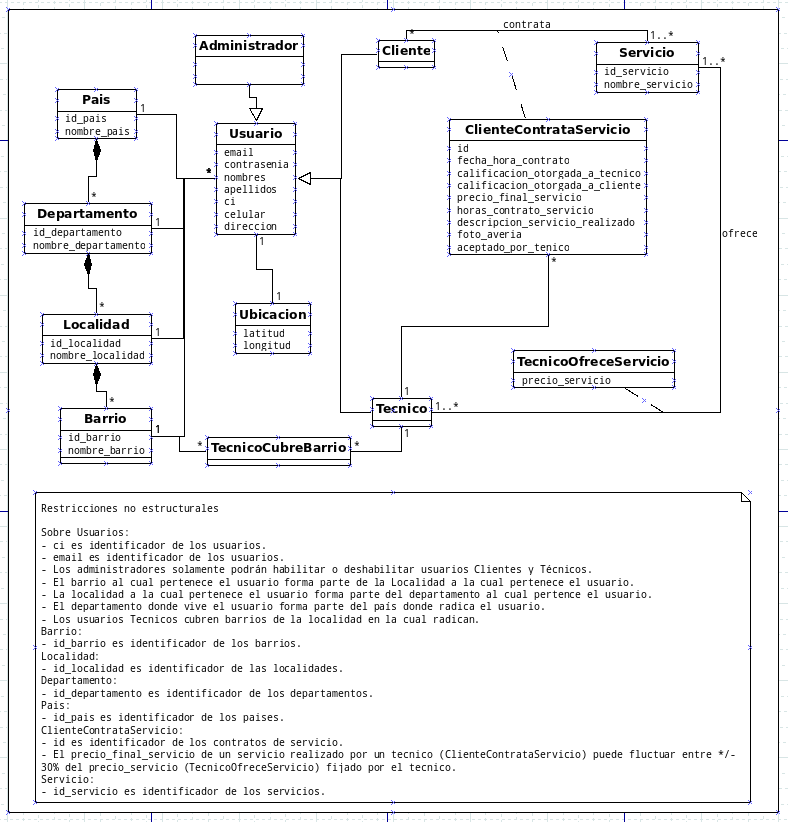 contrata
*
1..*
Administrador
Cliente
Servicio
id_servicio
nombre_servicio
1..*
Pais
id_pais
nombre_pais
1
Usuario
email
contrasenia
nombres
apellidos
ci
celular
direccion
*
ClienteContrataServicio
id
fecha_hora_contrato
calificacion_otorgada_a_tecnico
calificacion_otorgada_a_cliente
precio_final_servicio
horas_contrato_servicio
descripcion_servicio_realizado
foto_averia
aceptado_por_tenico
*
*
Departamento
id_departamento
nombre_departamento
1
ofrece
1
1
Ubicacion
latitud
longitud
*
Localidad
id_localidad
nombre_localidad
1
TecnicoOfreceServicio
precio_servicio
*
Barrio
id_barrio
nombre_barrio
1
1
Tecnico
1..*
1
*
TecnicoCubreBarrio
*
Restricciones no estructurales
Sobre Usuarios:
- ci es identificador de los usuarios.
- email es identificador de los usuarios.
- Los administradores solamente podrán habilitar o deshabilitar usuarios Clientes y Técnicos.
- El barrio al cual pertenece el usuario forma parte de la Localidad a la cual pertenece el usuario.
- La localidad a la cual pertenece el usuario forma parte del departamento al cual pertence el usuario.
- El departamento donde vive el usuario forma parte del país donde radica el usuario.
- Los usuarios Tecnicos cubren barrios de la localidad en la cual radican.
Barrio:
- id_barrio es identificador de los barrios.
Localidad:
- id_localidad es identificador de las localidades.
Departamento:
- id_departamento es identificador de los departamentos.
Pais:
- id_pais es identificador de los paises.
ClienteContrataServicio:
- id es identificador de los contratos de servicio.
- El precio_final_servicio de un servicio realizado por un tecnico (ClienteContrataServicio) puede fluctuar entre */-
30% del precio_servicio (TecnicoOfreceServicio) fijado por el tecnico.
Servicio:
- id_servicio es identificador de los servicios.